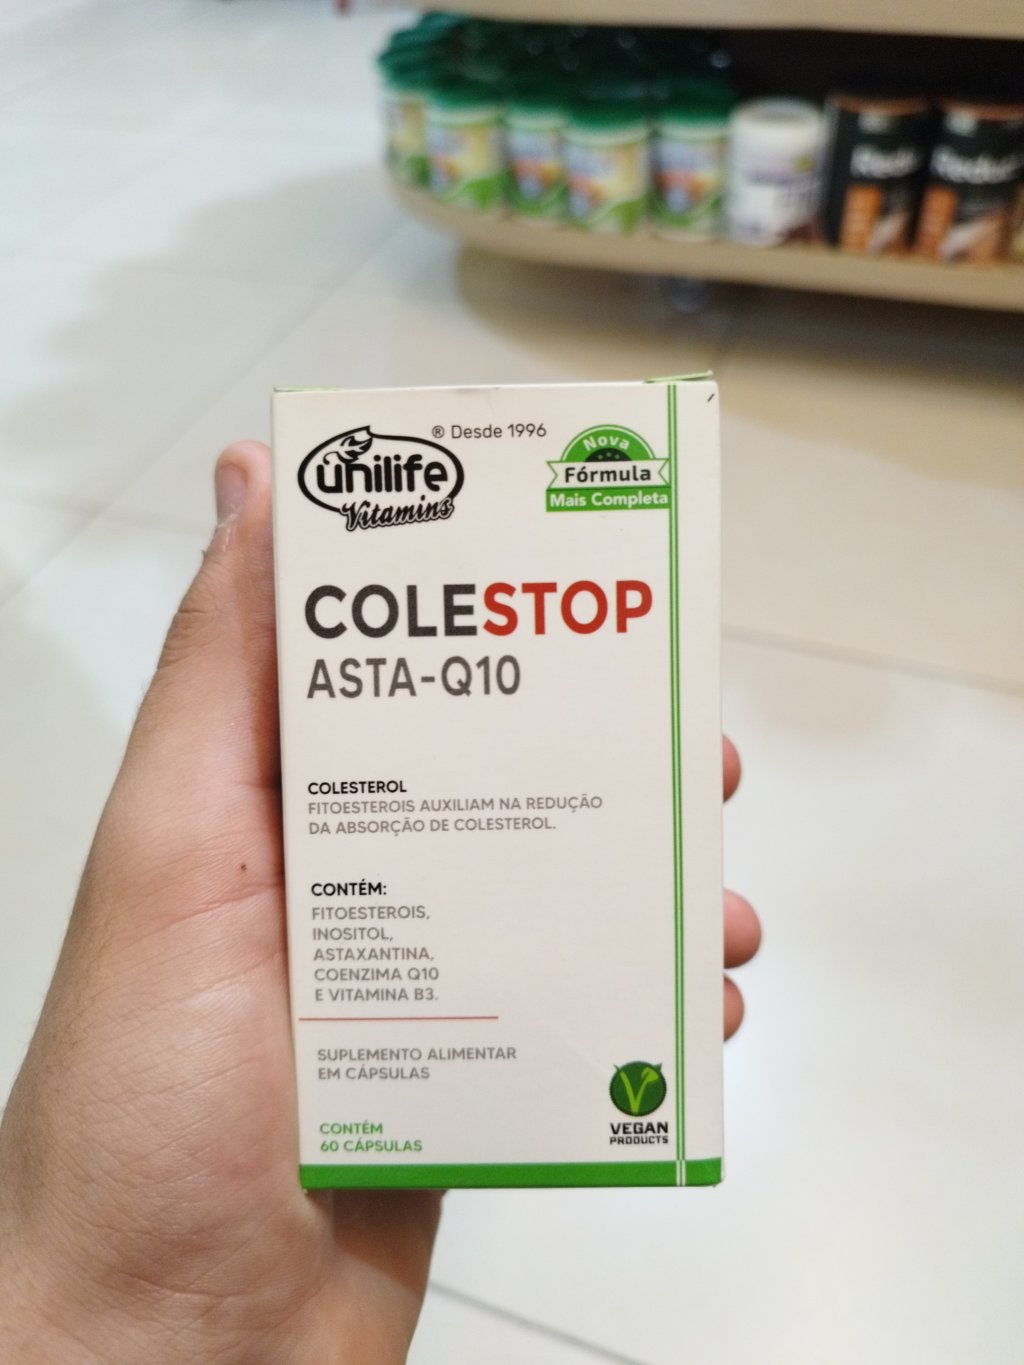 unilife
Vitamins
® Desde 1996
Nova
Fórmula
Mais Completa
COLESTOP
ASTA-Q10
COLESTEROL
FITOESTEROIS AUXILIAM NA REDUÇÃO
DA ABSORÇÃO DE COLESTEROL.
CONTÉM:
FITOESTEROIS,
INOSITOL,
ASTAXANTINA,
COENZIMA Q10
E VITAMINA B3.
SUPLEMENTO ALIMENTAR
EM CÁPSULAS
CONTÉM
60 CÁPSULAS
V
VEGAN
PRODUCTS